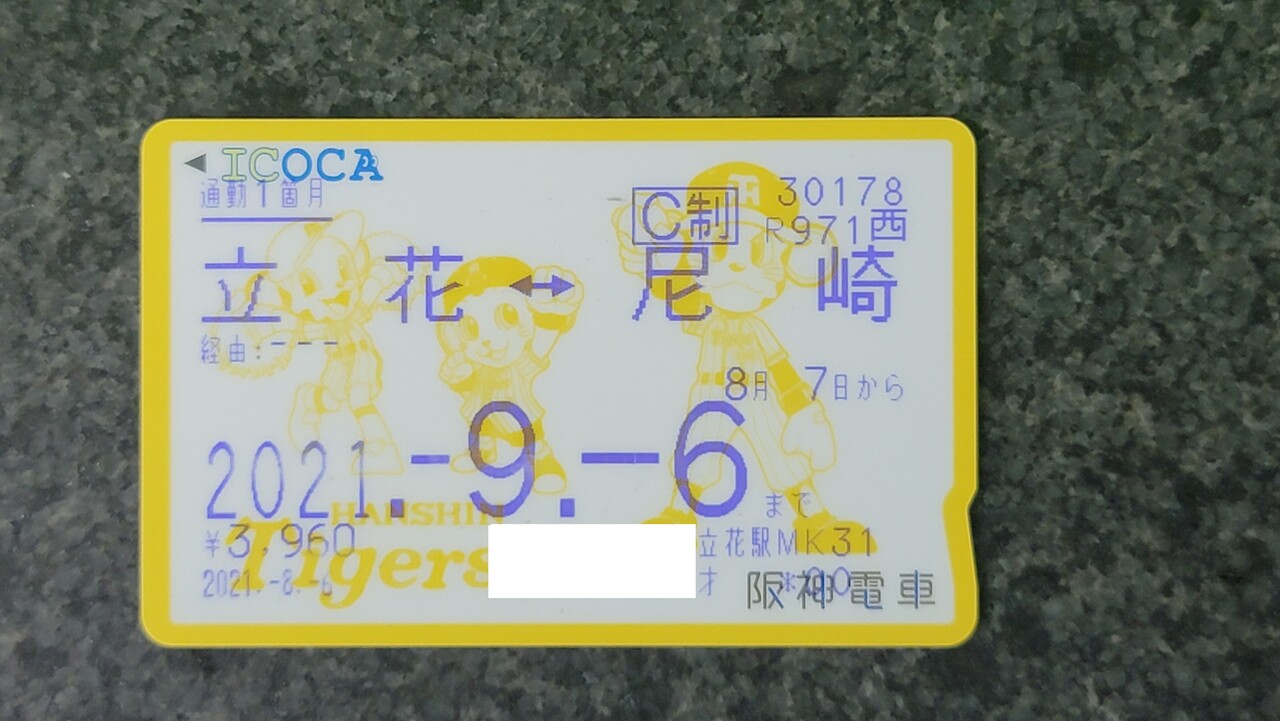 ICOCA
通勤1箇月
C制 30178
R971西
立花↔尼崎
経由:---
8月 7日から
2021.-9.-6まで
HANSHIN
Tigers
¥3,960
立花駅MK31
2021.-8.-6
オ *00
阪神電車